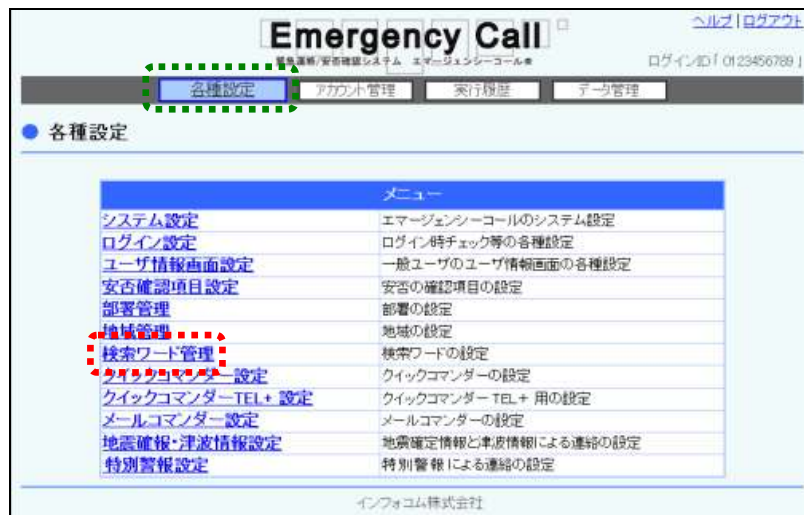 Emergency Call
ヘルプ | ログアウト
緊急連絡/安否確認システム エマージェンシーコール®
ログインID「0123456789」
各種設定 アカウント管理 実行履歴 データ管理
各種設定
メニュー
システム設定 エマージェンシーコールのシステム設定
ログイン設定 ログイン時チェック等の各種設定
ユーザ情報画面設定 一般ユーザのユーザ情報画面の各種設定
安否確認項目設定 安否の確認項目の設定
部署管理 部署の設定
地域管理 地域の設定
検索ワード管理 検索ワードの設定
クイックコマンダー設定 クイックコマンダーの設定
クイックコマンダーTEL+ 設定 クイックコマンダー TEL+ 用の設定
メールコマンダー設定 メールコマンダーの設定
地震確報・津波情報設定 地震確定情報と津波情報による連絡の設定
特別警報設定 特別警報による連絡の設定
インフォコム株式会社